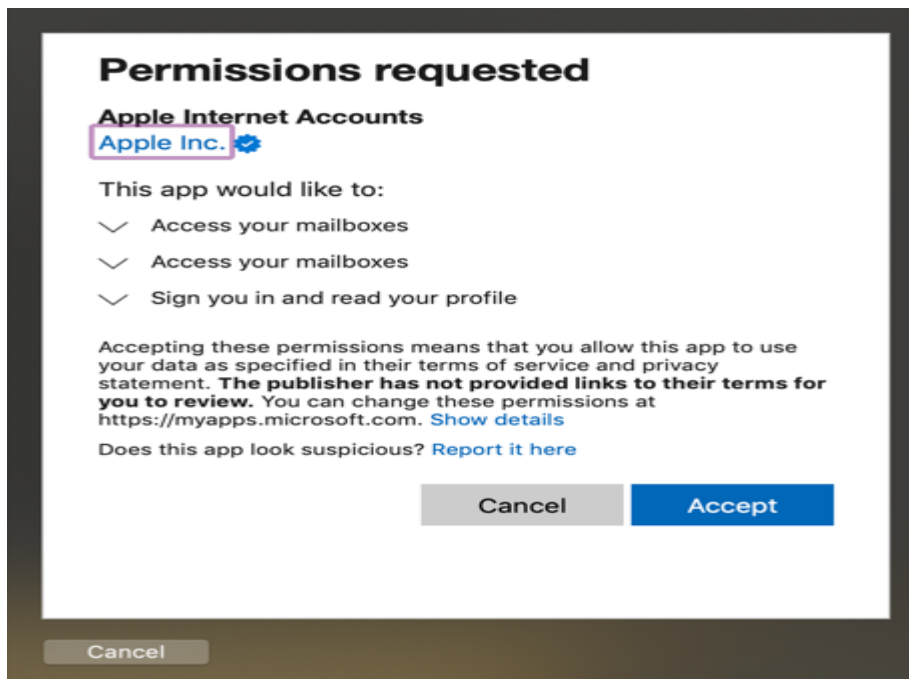 Permissions requested
Apple Internet Accounts
Apple Inc.
This app would like to:
Access your mailboxes
Access your mailboxes
Sign you in and read your profile
Accepting these permissions means that you allow this app to use
your data as specified in their terms of service and privacy
statement. The publisher has not provided links to their terms for
you to review. You can change these permissions at
https://myapps.microsoft.com. Show details
Does this app look suspicious? Report it here
Cancel Accept
Cancel